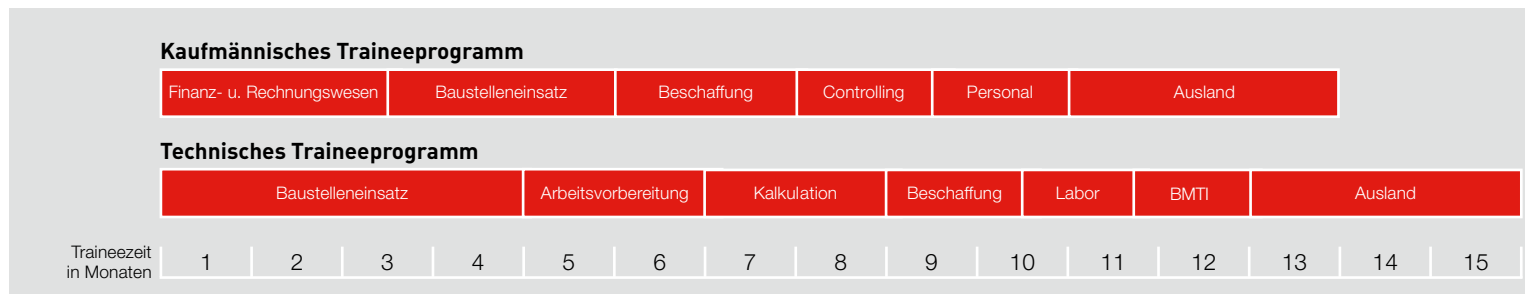 Kaufmännisches Traineeprogramm
Finanz- u. Rechnungswesen Baustelleneinsatz Beschaffung Controlling Personal Ausland
Technisches Traineeprogramm
Baustelleneinsatz Arbeitsvorbereitung Kalkulation Beschaffung Labor BMTI Ausland
Traineezeit
in Monaten
1 2 3 4 5 6 7 8 9 10 11 12 13 14 15